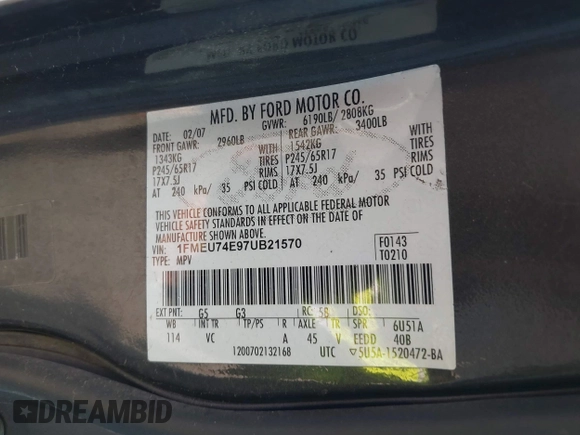 MFD. BY FORD MOTOR CO.
02/07 GVWR: 6190LB/ 2808KG
FRONT GAWR: 2960LB REAR GAWR: 3400LB
1343KG WITH 1542KG WITH
P245/65R17 TIRES P245/65R17 TIRES
17X7.5J RIMS 17X7.5J RIMS
AT 240 kPa/ 35 PSI COLD AT 240 kPa/ 35 PSI COLD
THIS VEHICLE CONFORMS TO ALL APPLICABLE FEDERAL MOTOR
VEHICLE SAFETY STANDARDS IN EFFECT ON THE DATE OF
MANUFACTURE SHOWN ABOVE.
VIN: 1FMEU74E97UB21570 F0143
TYPE: MPV T0210
EXT PNT: G5 G3 RC: 58 DSO:
WB INT TR TP/PS R AXLE TR SPR 6U51A
114 VC A 45 V EEDD 40B
1200702132168 UTC 5U5A-1520472-BA
DREAMBID